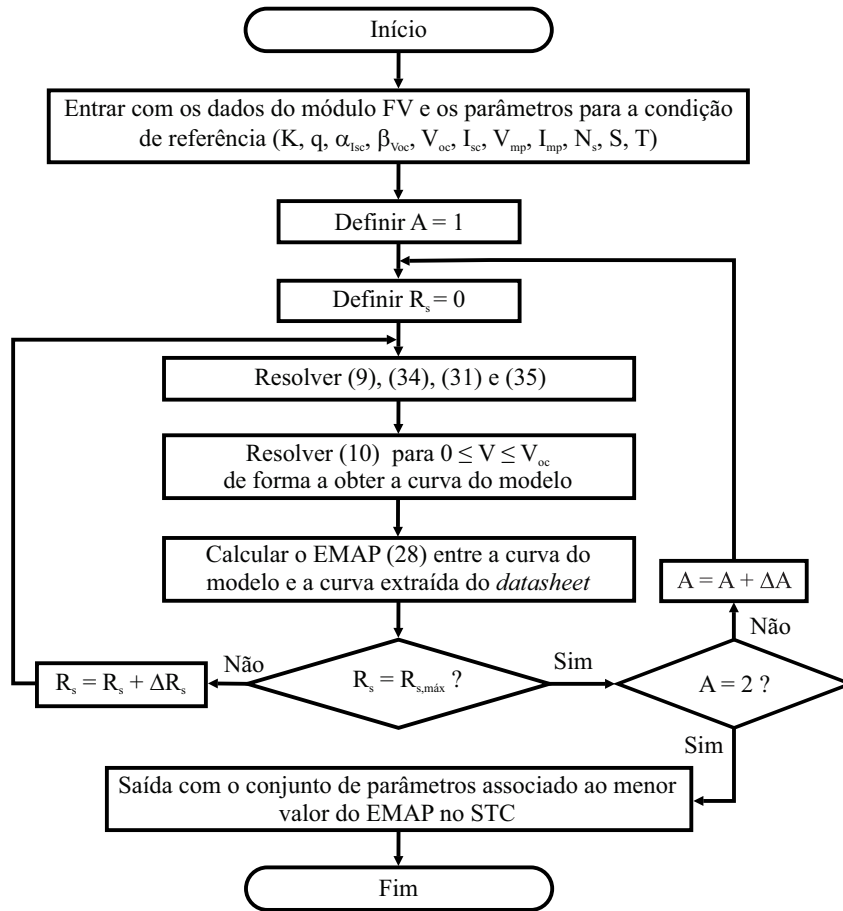 Início
Entrar com os dados do módulo FV e os parâmetros para a condição
de referência (K, q, α_Isc, β_Voc, V_oc, I_sc, V_mp, I_mp, N_s, S, T)
Definir A = 1
Definir R_s = 0
Resolver (9), (34), (31) e (35)
Resolver (10) para 0 ≤ V ≤ V_oc
de forma a obter a curva do modelo
Calcular o EMAP (28) entre a curva do
modelo e a curva extraída do datasheet
A = A + ΔA
Não
R_s = R_s + ΔR_s
Não
R_s = R_s,máx ?
Sim
A = 2 ?
Sim
Saída com o conjunto de parâmetros associado ao menor
valor do EMAP no STC
Fim